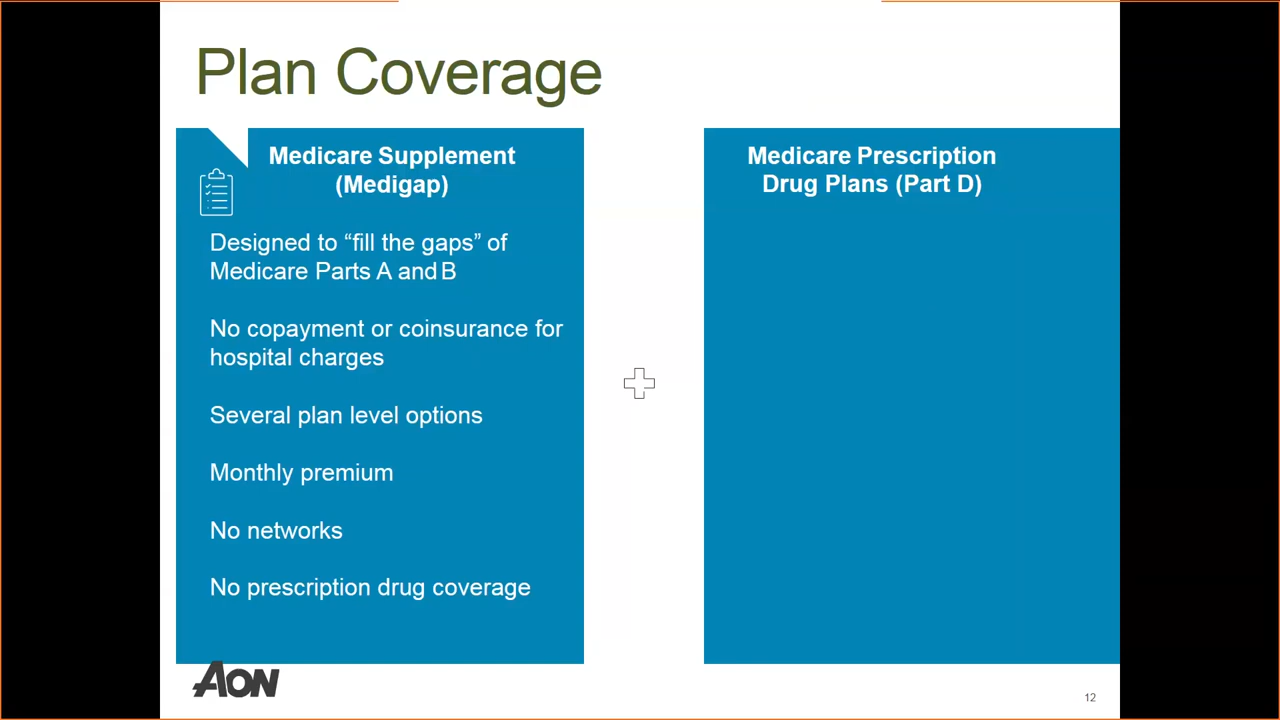 Plan Coverage
Medicare Supplement
(Medigap)
Designed to “fill the gaps” of
Medicare Parts A and B
No copayment or coinsurance for
hospital charges
Several plan level options
Monthly premium
No networks
No prescription drug coverage
Medicare Prescription
Drug Plans (Part D)
AON
12